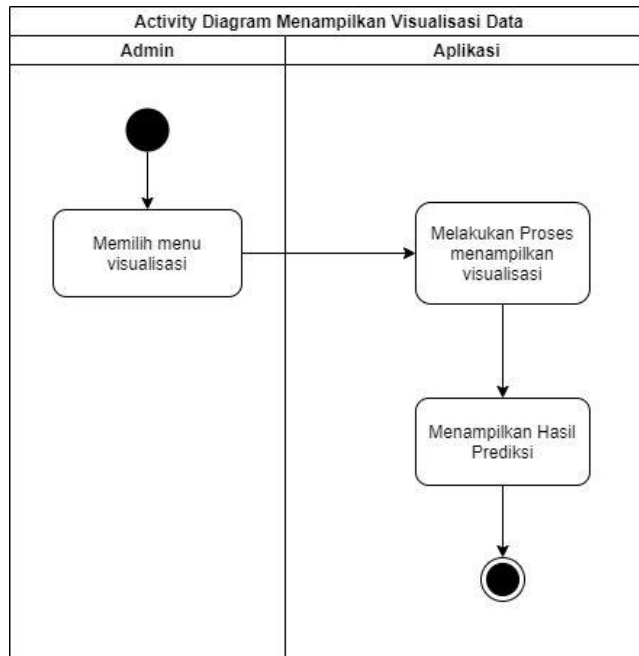 Activity Diagram Menampilkan Visualisasi Data
Admin
Aplikasi
Memilih menu
visualisasi
Melakukan Proses
menampilkan
visualisasi
Menampilkan Hasil
Prediksi